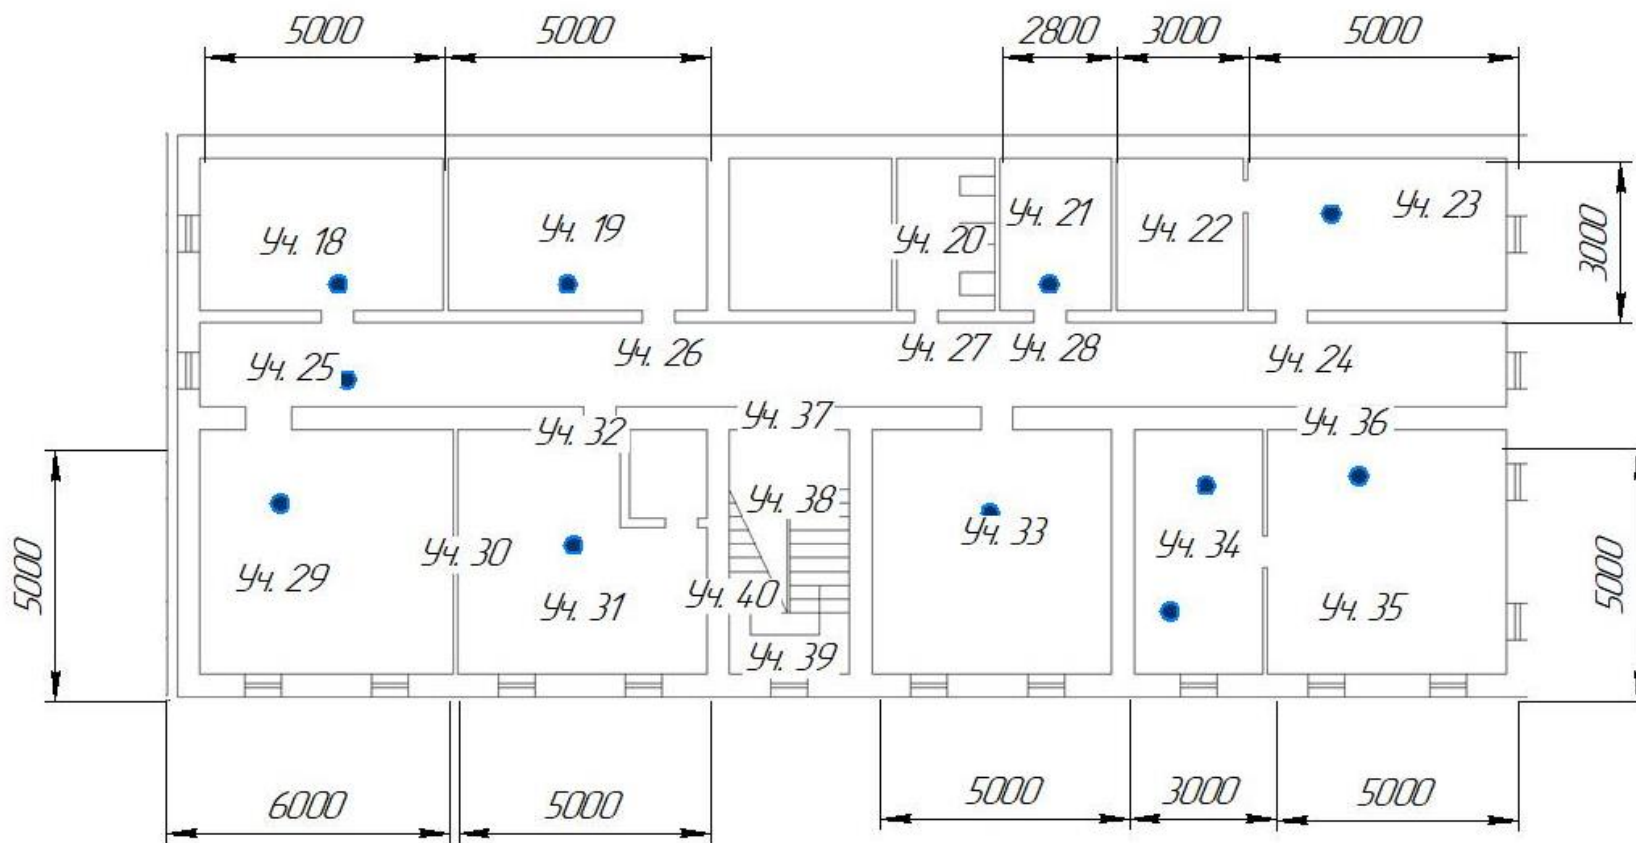 5000
5000
2800
3000
5000
Уч. 18
Уч. 19
Уч. 20
Уч. 21
Уч. 22
Уч. 23
3000
Уч. 25
Уч. 26
Уч. 27
Уч. 28
Уч. 24
Уч. 32
Уч. 37
Уч. 36
5000
Уч. 29
Уч. 30
Уч. 31
Уч. 38
Уч. 40
Уч. 39
Уч. 33
Уч. 34
Уч. 35
5000
6000
5000
5000
3000
5000